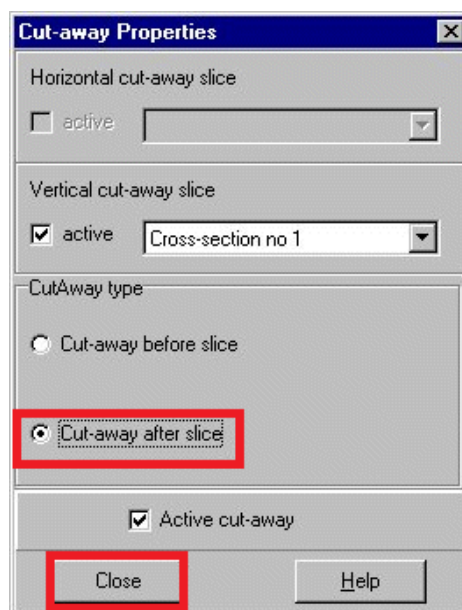 Cut-away Properties
Horizontal cut-away slice
active
Vertical cut-away slice
active Cross-section no 1
CutAway type
Cut-away before slice
Cut-away after slice
Active cut-away
Close Help